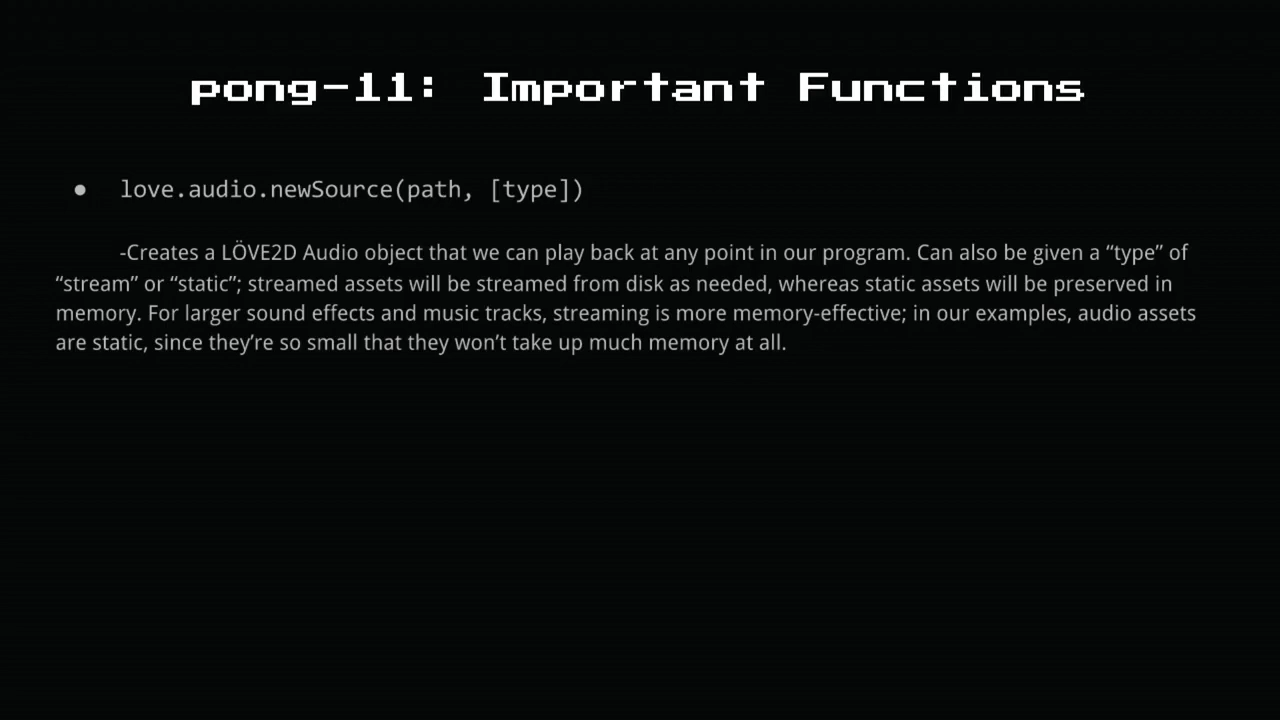 pong-11: Important Functions
● love.audio.newSource(path, [type])
-Creates a LÖVE2D Audio object that we can play back at any point in our program. Can also be given a “type” of
“stream” or “static”; streamed assets will be streamed from disk as needed, whereas static assets will be preserved in
memory. For larger sound effects and music tracks, streaming is more memory-effective; in our examples, audio assets
are static, since they’re so small that they won’t take up much memory at all.